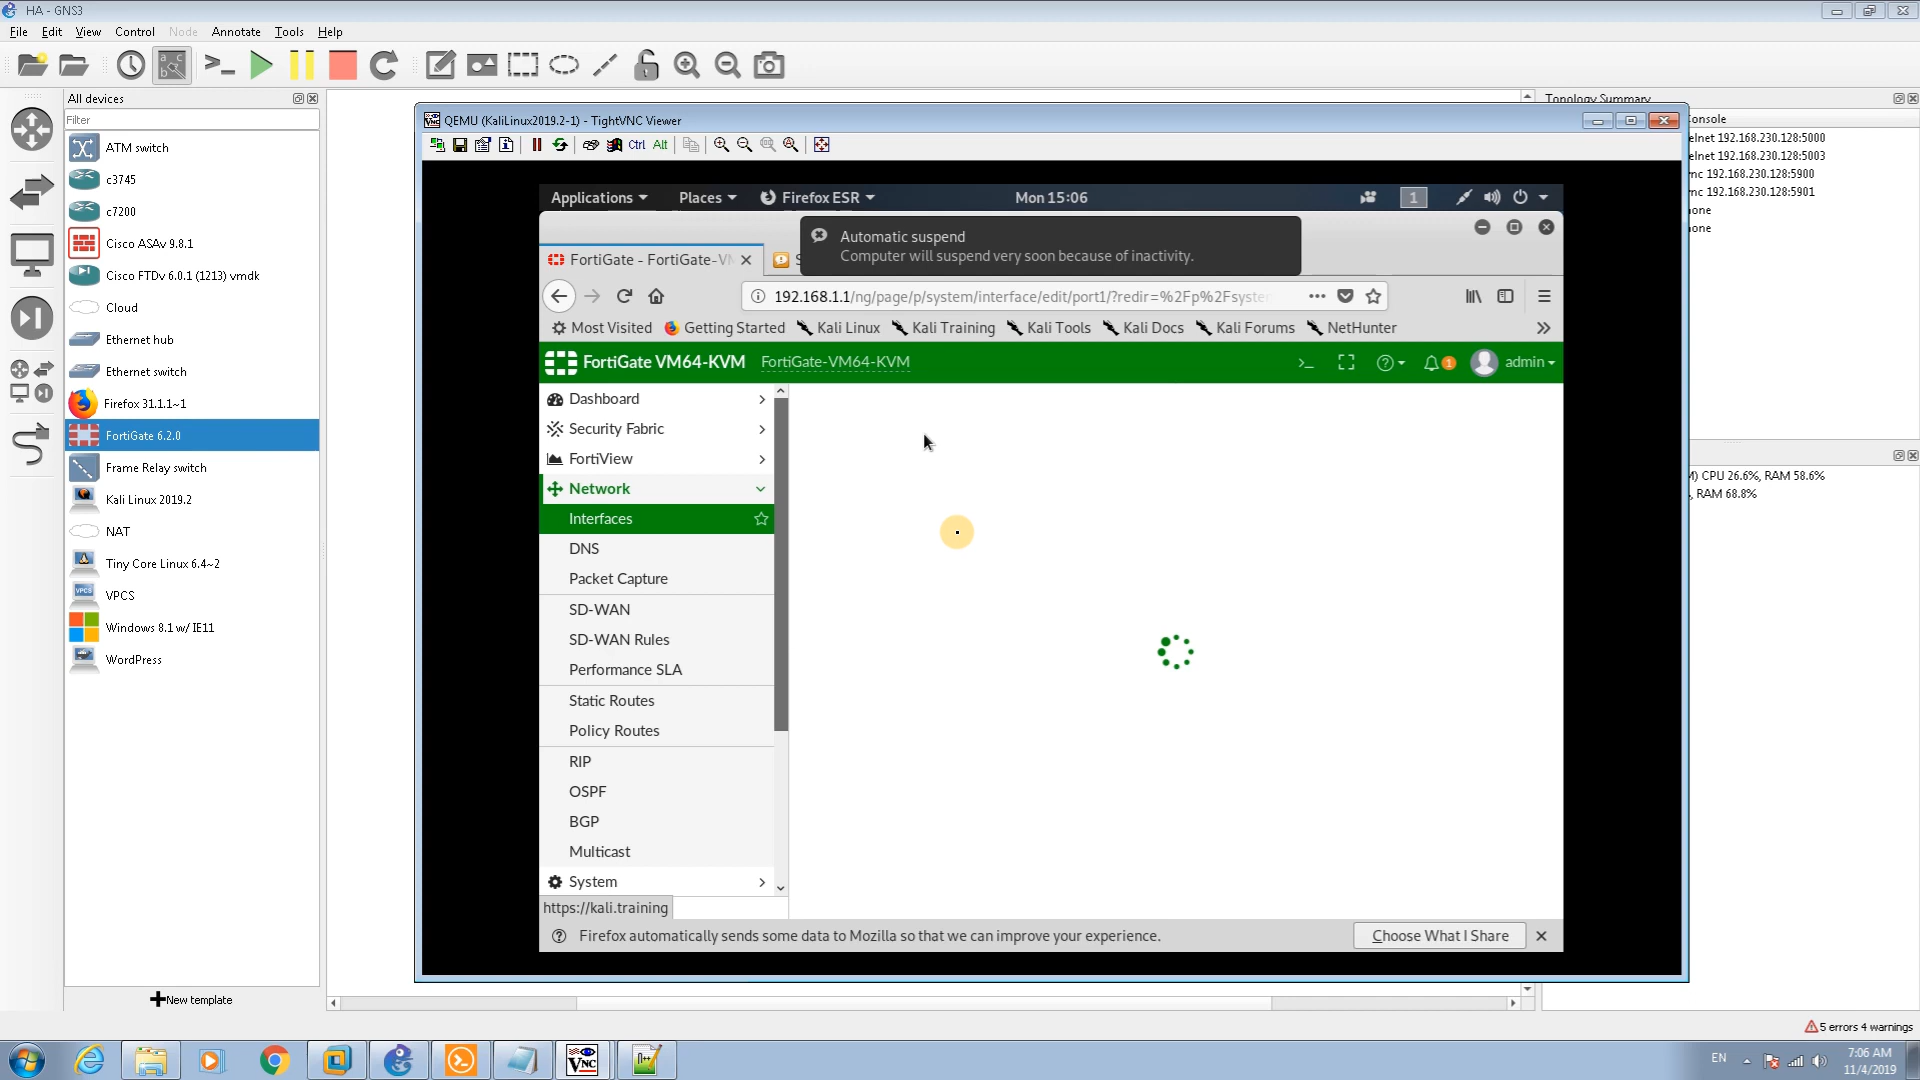 HA - GNS3
File Edit View Control Node Annotate Tools Help
All devices
Filter
ATM switch
c3745
c7200
Cisco ASAv 9.8.1
Cisco FTDv 6.0.1 (1213) vmdk
Cloud
Ethernet hub
Ethernet switch
Firefox 31.1.1~1
FortiGate 6.2.0
Frame Relay switch
Kali Linux 2019.2
NAT
Tiny Core Linux 6.4~2
VPCS
Windows 8.1 w/ IE11
WordPress
New template
QEMU (KaliLinux2019.2-1) - TightVNC Viewer
Ctrl Alt
Applications Places Firefox ESR Mon 15:06 1
Automatic suspend
Computer will suspend very soon because of inactivity.
FortiGate - FortiGate-VM
S
192.168.1.1/ng/page/p/system/interface/edit/port1/?redir=%2Fp%2Fsyste
Most Visited Getting Started Kali Linux Kali Training Kali Tools Kali Docs Kali Forums NetHunter
FortiGate VM64-KVM FortiGate-VM64-KVM >_ 1 admin
Dashboard
Security Fabric
FortiView
Network
Interfaces
DNS
Packet Capture
SD-WAN
SD-WAN Rules
Performance SLA
Static Routes
Policy Routes
RIP
OSPF
BGP
Multicast
System
https://kali.training
Firefox automatically sends some data to Mozilla so that we can improve your experience. Choose What I Share
Topology Summary
Console
elnet 192.168.230.128:5000
elnet 192.168.230.128:5003
nc 192.168.230.128:5900
nc 192.168.230.128:5901
one
one
M) CPU 26.6%, RAM 58.6%
, RAM 68.8%
5 errors 4 warnings
EN
7:06 AM
11/4/2019